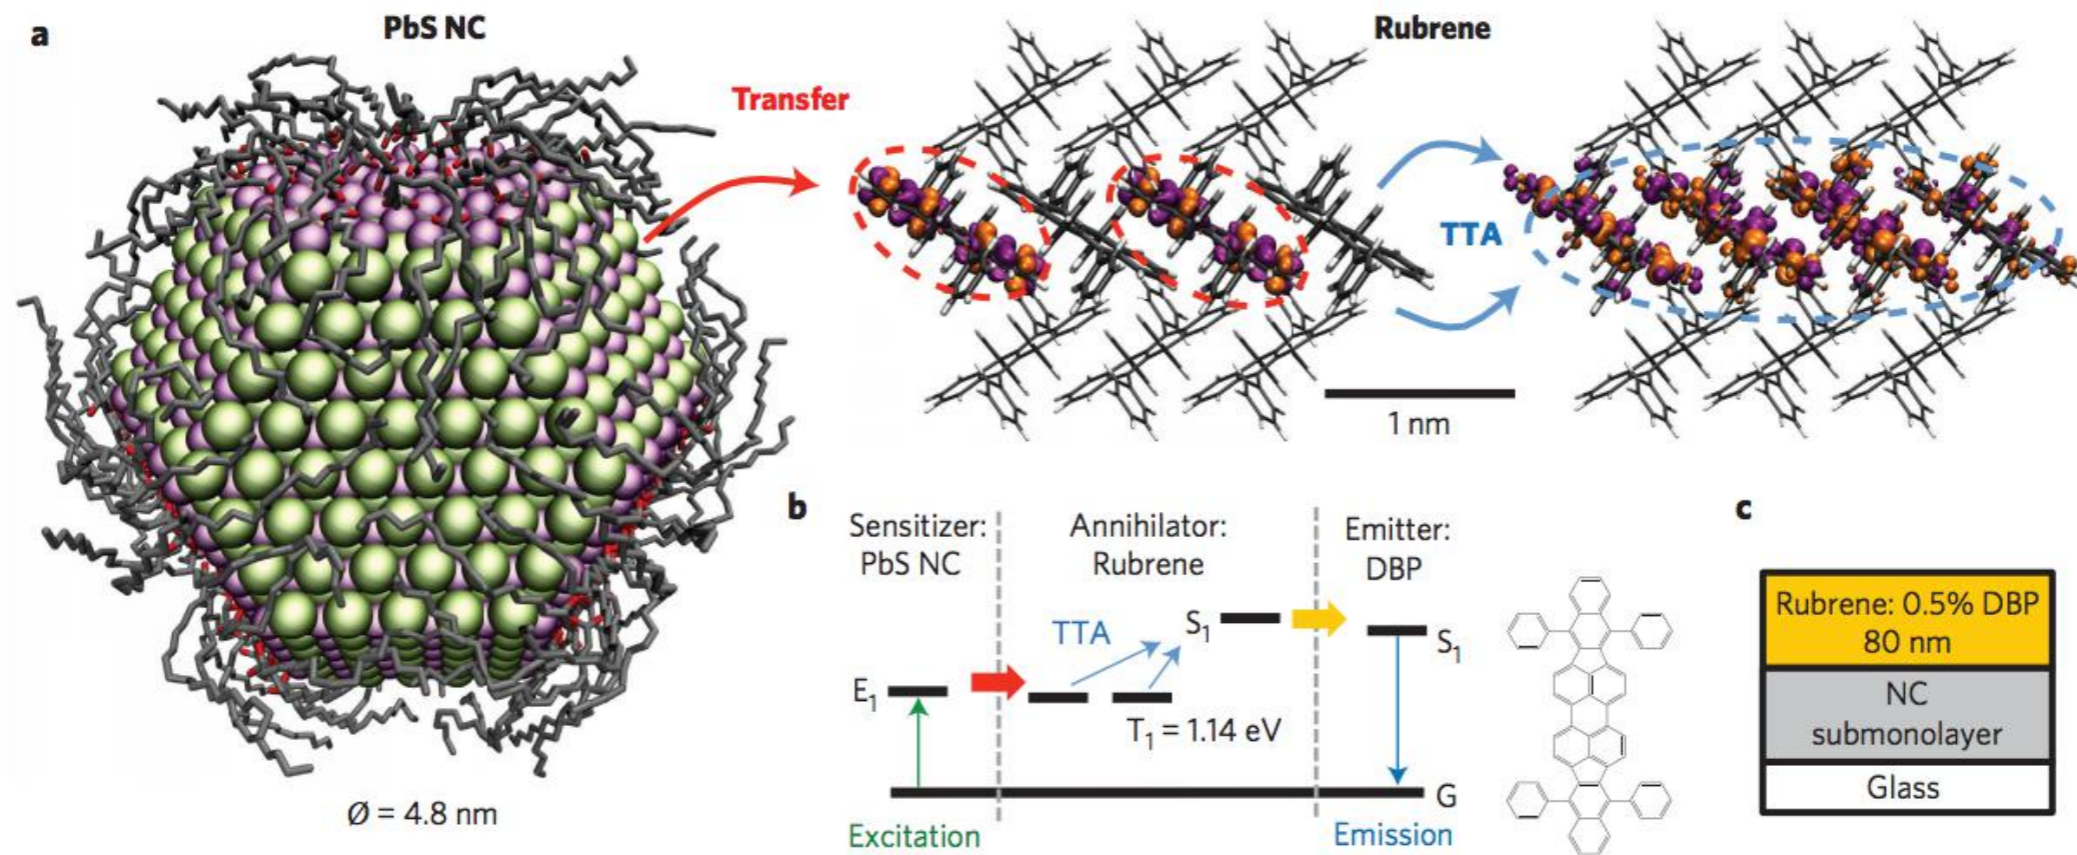 a
PbS NC
Rubrene
Transfer
TTA
1 nm
Ø = 4.8 nm
b
Sensitizer:
PbS NC
Annihilator:
Rubrene
Emitter:
DBP
TTA
S₁
S₁
E₁
T₁ = 1.14 eV
G
Excitation
Emission
c
Rubrene: 0.5% DBP
80 nm
NC
submonolayer
Glass